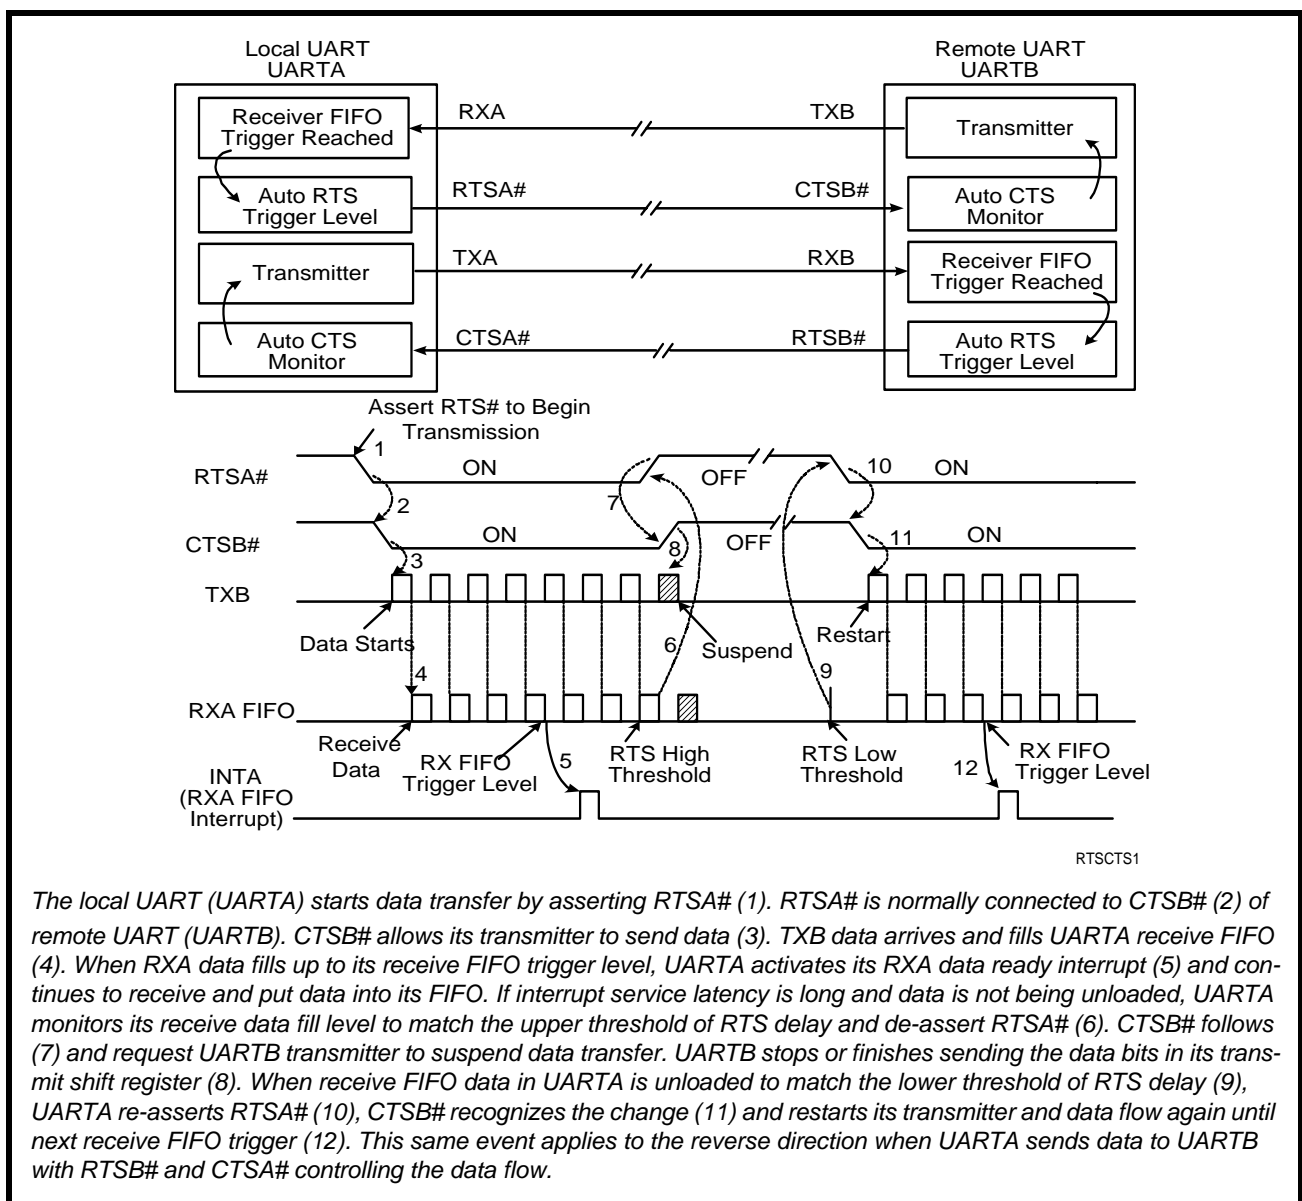 Local UART
UARTA
Remote UART
UARTB
Receiver FIFO
Trigger Reached
RXA
TXB
Transmitter
Auto RTS
Trigger Level
RTSA#
CTSB#
Auto CTS
Monitor
Transmitter
TXA
RXB
Receiver FIFO
Trigger Reached
Auto CTS
Monitor
CTSA#
RTSB#
Auto RTS
Trigger Level
Assert RTS# to Begin
Transmission
RTSA#
1
ON
OFF
10
ON
2
7
CTSB#
ON
OFF
11
ON
3
8
TXB
Data Starts
6
Suspend
Restart
4
9
RXA FIFO
Receive
Data
RX FIFO
Trigger Level
5
RTS High
Threshold
RTS Low
Threshold
12
RX FIFO
Trigger Level
INTA
(RXA FIFO
Interrupt)
RTSCTS1
The local UART (UARTA) starts data transfer by asserting RTSA# (1). RTSA# is normally connected to CTSB# (2) of
remote UART (UARTB). CTSB# allows its transmitter to send data (3). TXB data arrives and fills UARTA receive FIFO
(4). When RXA data fills up to its receive FIFO trigger level, UARTA activates its RXA data ready interrupt (5) and con-
tinues to receive and put data into its FIFO. If interrupt service latency is long and data is not being unloaded, UARTA
monitors its receive data fill level to match the upper threshold of RTS delay and de-assert RTSA# (6). CTSB# follows
(7) and request UARTB transmitter to suspend data transfer. UARTB stops or finishes sending the data bits in its trans-
mit shift register (8). When receive FIFO data in UARTA is unloaded to match the lower threshold of RTS delay (9),
UARTA re-asserts RTSA# (10), CTSB# recognizes the change (11) and restarts its transmitter and data flow again until
next receive FIFO trigger (12). This same event applies to the reverse direction when UARTA sends data to UARTB
with RTSB# and CTSA# controlling the data flow.